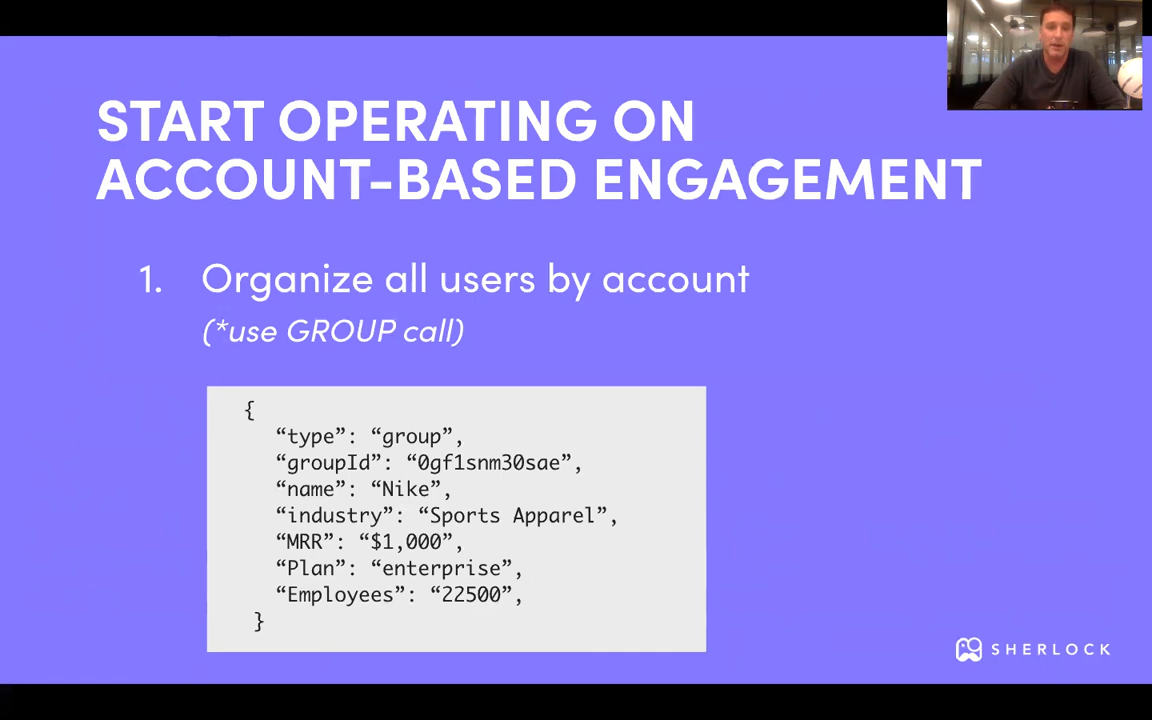 START OPERATING ON
ACCOUNT-BASED ENGAGEMENT
1. Organize all users by account
(*use GROUP call)
{
“type”: “group”,
“groupId”: “0gf1snm30sae”,
“name”: “Nike”,
“industry”: “Sports Apparel”,
“MRR”: “$1,000”,
“Plan”: “enterprise”,
“Employees”: “22500”,
}
SHERLOCK